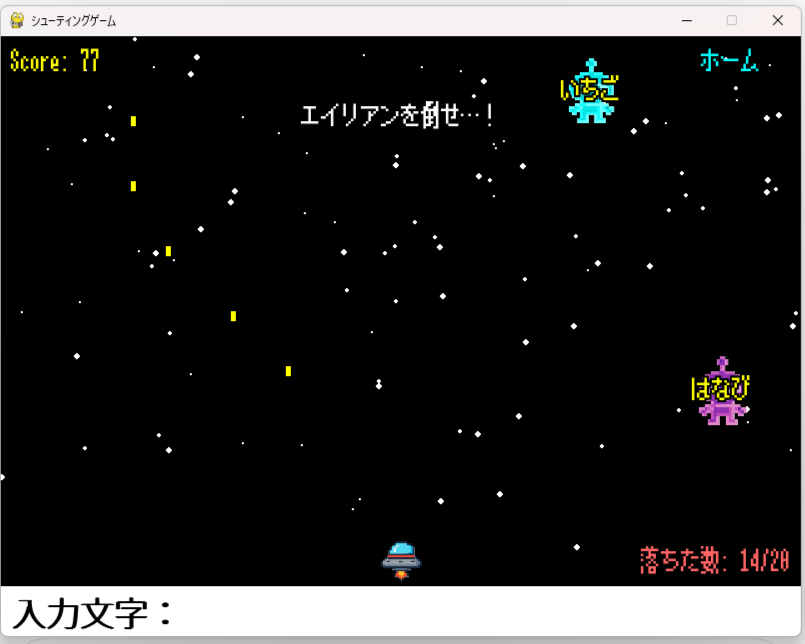 シューティングゲーム
Score: 77
ホーム
いちご
エイリアンを倒せ…！
はなび
落ちた数: 14/20
入力文字：